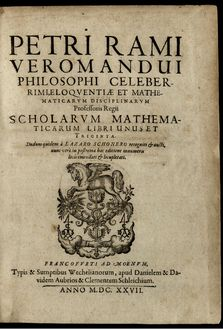 PETRI RAMI
VEROMANDUI
PHILOSOPHI CELEBER-
RIMI, ELOQVENTIÆ ET MATHE-
MATICARVM DISCIPLINARVM
Professoris Regii
SCHOLARVM MATHEMA-
TICARUM LIBRI UNUS ET
TRIGINTA.
Dudum quidem à LAZARO SCHONERO recogniti & aucti,
nunc verò in postrema hac editione innumeris
locis emendati & locupletati.
FRANCOFVRTI AD MOENVM,
Typis & Sumptibus Wechelianorum, apud Danielem & Da-
videm Aubrios & Clementem Schleichium.
ANNO M.DC.XXVII.